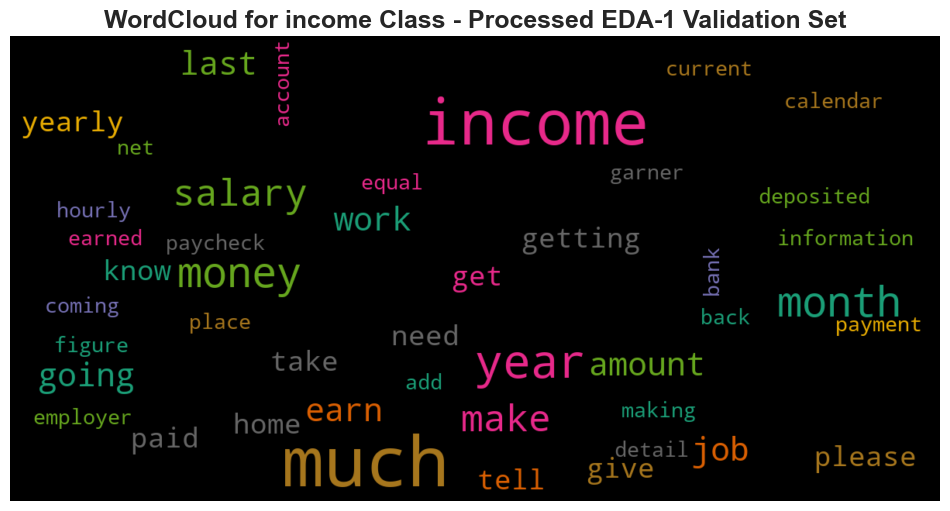 WordCloud for income Class - Processed EDA-1 Validation Set
last
account
current
calendar
yearly
income
net
garner
equal
salary
deposited
hourly
work
earned
paycheck
getting
information
know
money
get
bank
coming
month
place
back
payment
need
figure
take
year
amount
going
add
employer
earn
make
making
paid
home
much
tell
detail
give
job
please